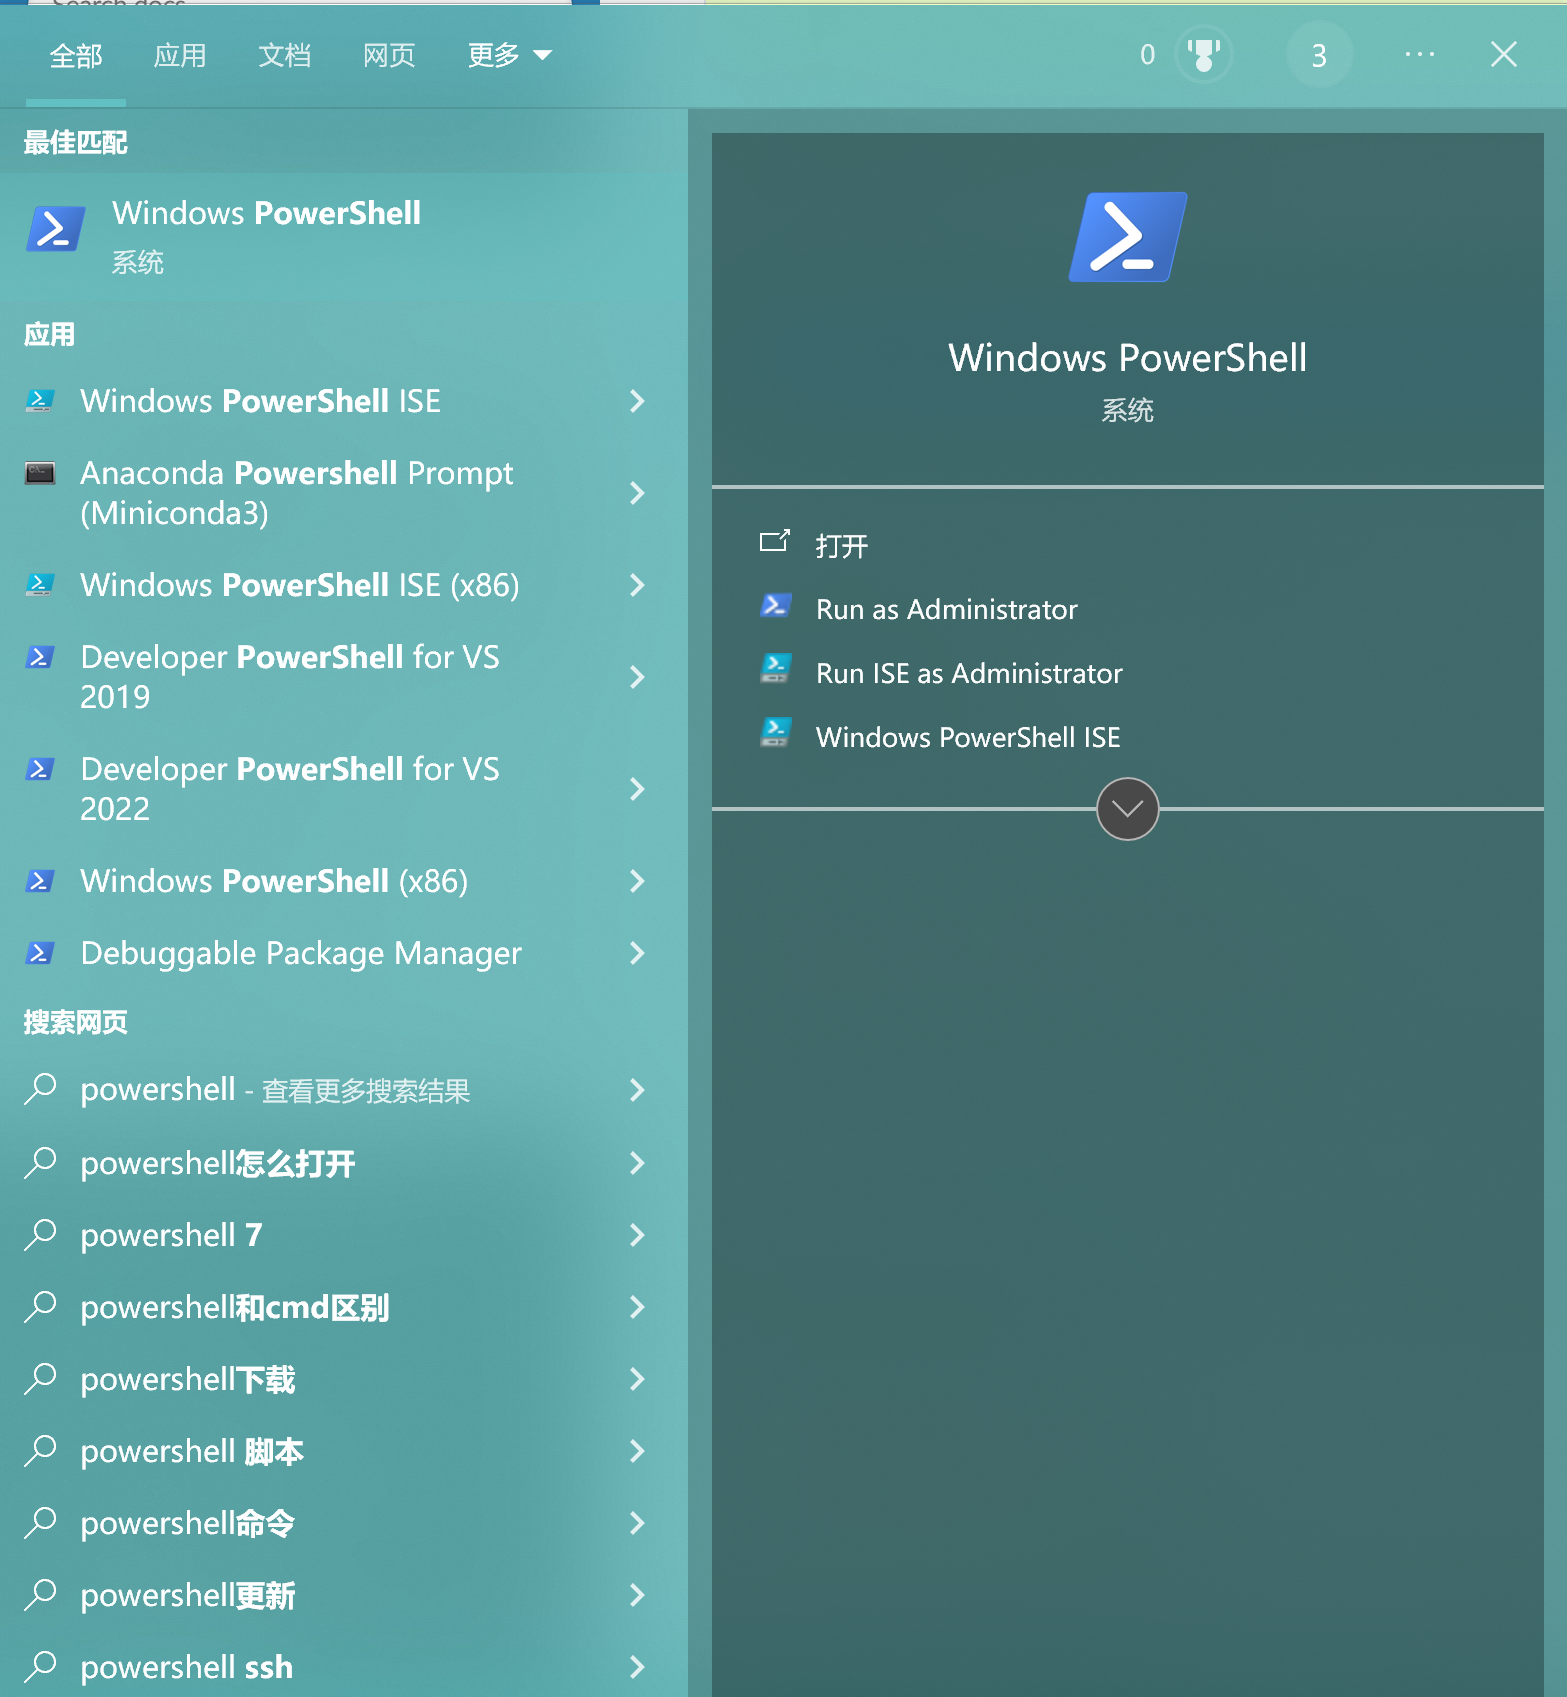 Search docs
全部
应用
文档
网页
更多
0
3
最佳匹配
Windows PowerShell
系统
应用
Windows PowerShell ISE
Anaconda Powershell Prompt
(Miniconda3)
Windows PowerShell ISE (x86)
Developer PowerShell for VS
2019
Developer PowerShell for VS
2022
Windows PowerShell (x86)
Debuggable Package Manager
搜索网页
powershell - 查看更多搜索结果
powershell怎么打开
powershell 7
powershell和cmd区别
powershell下载
powershell 脚本
powershell命令
powershell更新
powershell ssh
Windows PowerShell
系统
打开
Run as Administrator
Run ISE as Administrator
Windows PowerShell ISE